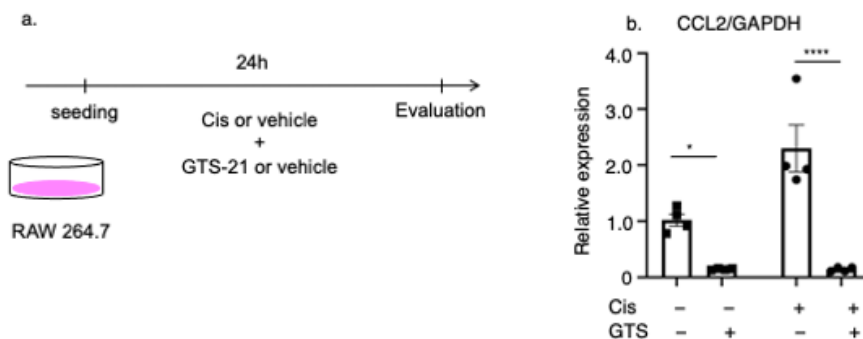 a.
24h
seeding
Cis or vehicle
+
GTS-21 or vehicle
Evaluation
RAW 264.7
b. CCL2/GAPDH
Relative expression
4.0
3.0
2.0
1.0
0
*
****
Cis - - + +
GTS - + - +